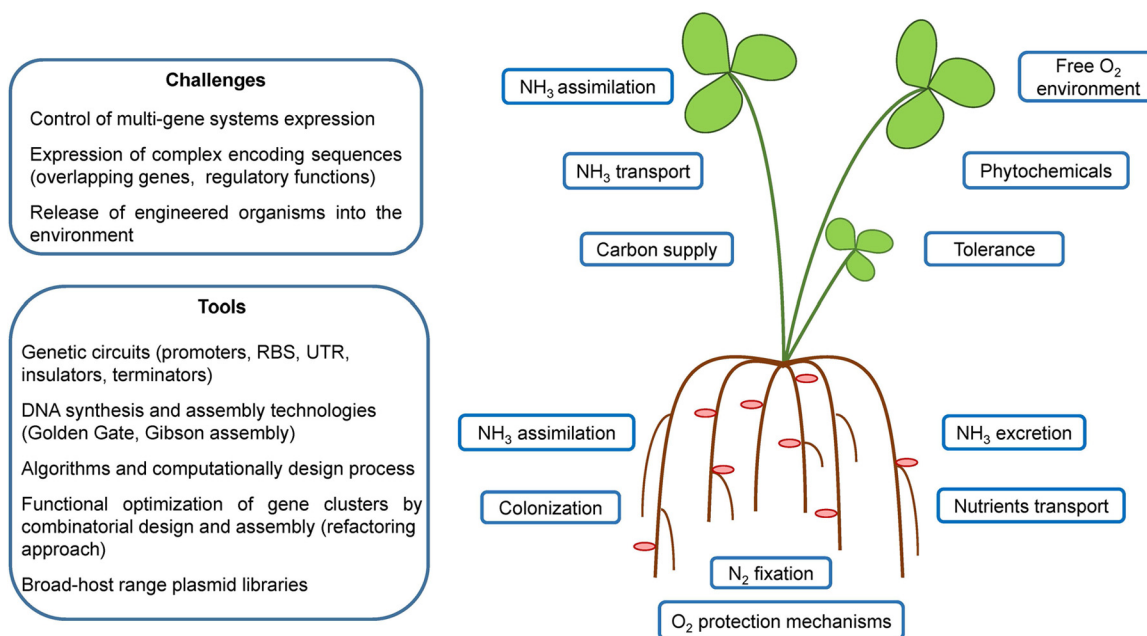 Challenges
Control of multi-gene systems expression
Expression of complex encoding sequences
(overlapping genes, regulatory functions)
Release of engineered organisms into the
environment
Tools
Genetic circuits (promoters, RBS, UTR,
insulators, terminators)
DNA synthesis and assembly technologies
(Golden Gate, Gibson assembly)
Algorithms and computationally design process
Functional optimization of gene clusters by
combinatorial design and assembly (refactoring
approach)
Broad-host range plasmid libraries
NH₃ assimilation
NH₃ transport
Carbon supply
Free O₂
environment
Phytochemicals
Tolerance
NH₃ assimilation
Colonization
NH₃ excretion
Nutrients transport
N₂ fixation
O₂ protection mechanisms